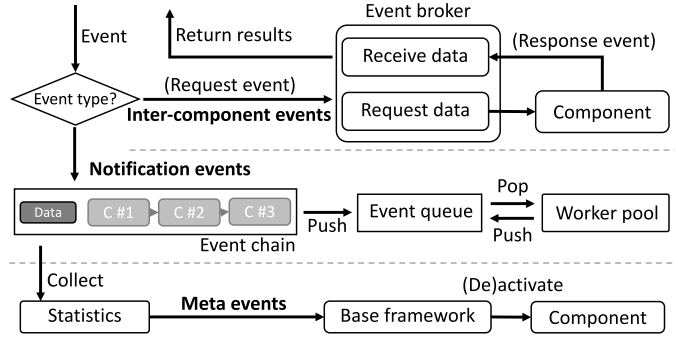 Event broker
Event
Return results
Receive data
(Response event)
Event type?
(Request event)
Inter-component events
Request data
Component
Notification events
Data
C #1
C #2
C #3
Event chain
Push
Event queue
Pop
Push
Worker pool
Collect
(De)activate
Statistics
Meta events
Base framework
Component